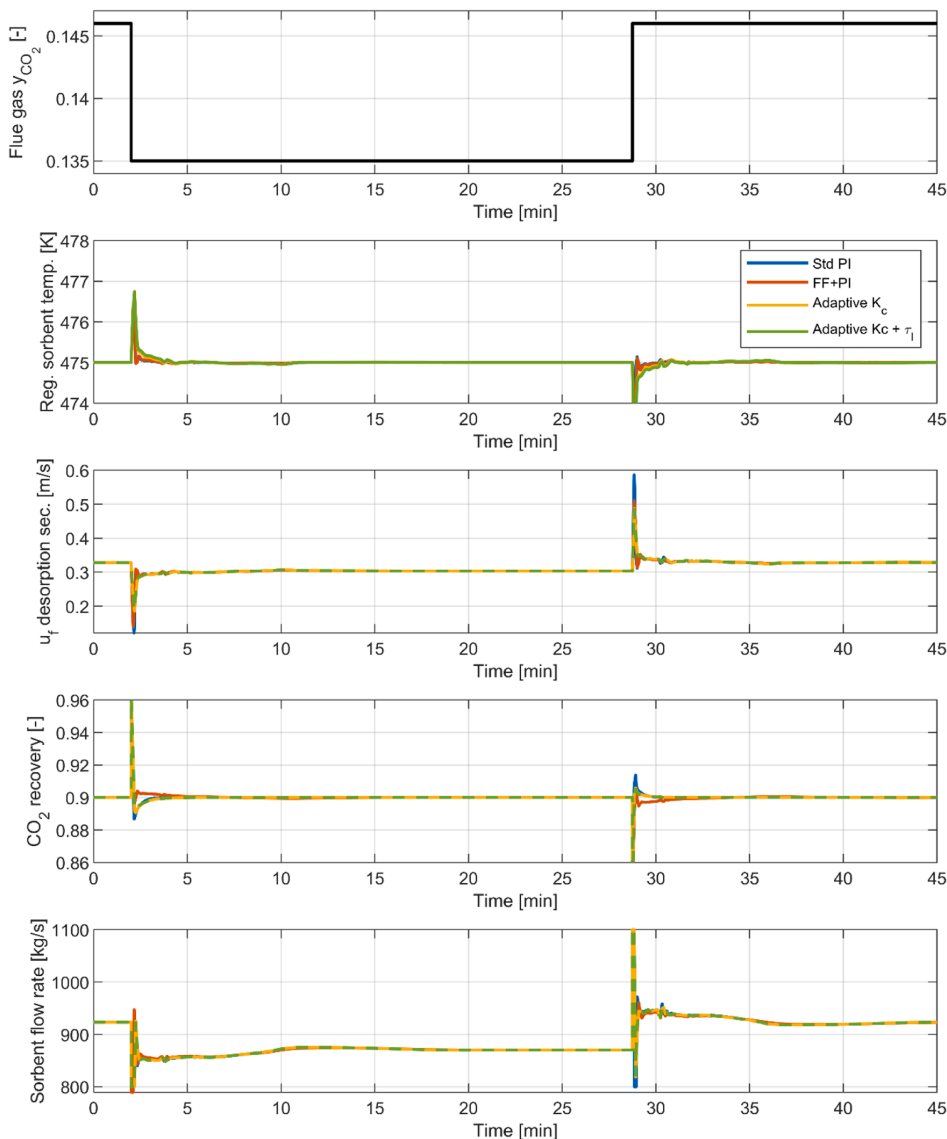 Flue gas y_CO₂ [-]
0.145
0.14
0.135
0 5 10 15 20 25 30 35 40 45
Time [min]
Reg. sorbent temp. [K]
478
477
476
475
474
Std PI
FF+PI
Adaptive K_c
Adaptive Kc + τ_I
0 5 10 15 20 25 30 35 40 45
Time [min]
u_f desorption sec. [m/s]
0.6
0.5
0.4
0.3
0.2
0 5 10 15 20 25 30 35 40 45
Time [min]
CO₂ recovery [-]
0.96
0.94
0.92
0.9
0.88
0.86
0 5 10 15 20 25 30 35 40 45
Time [min]
Sorbent flow rate [kg/s]
1100
1000
900
800
0 5 10 15 20 25 30 35 40 45
Time [min]